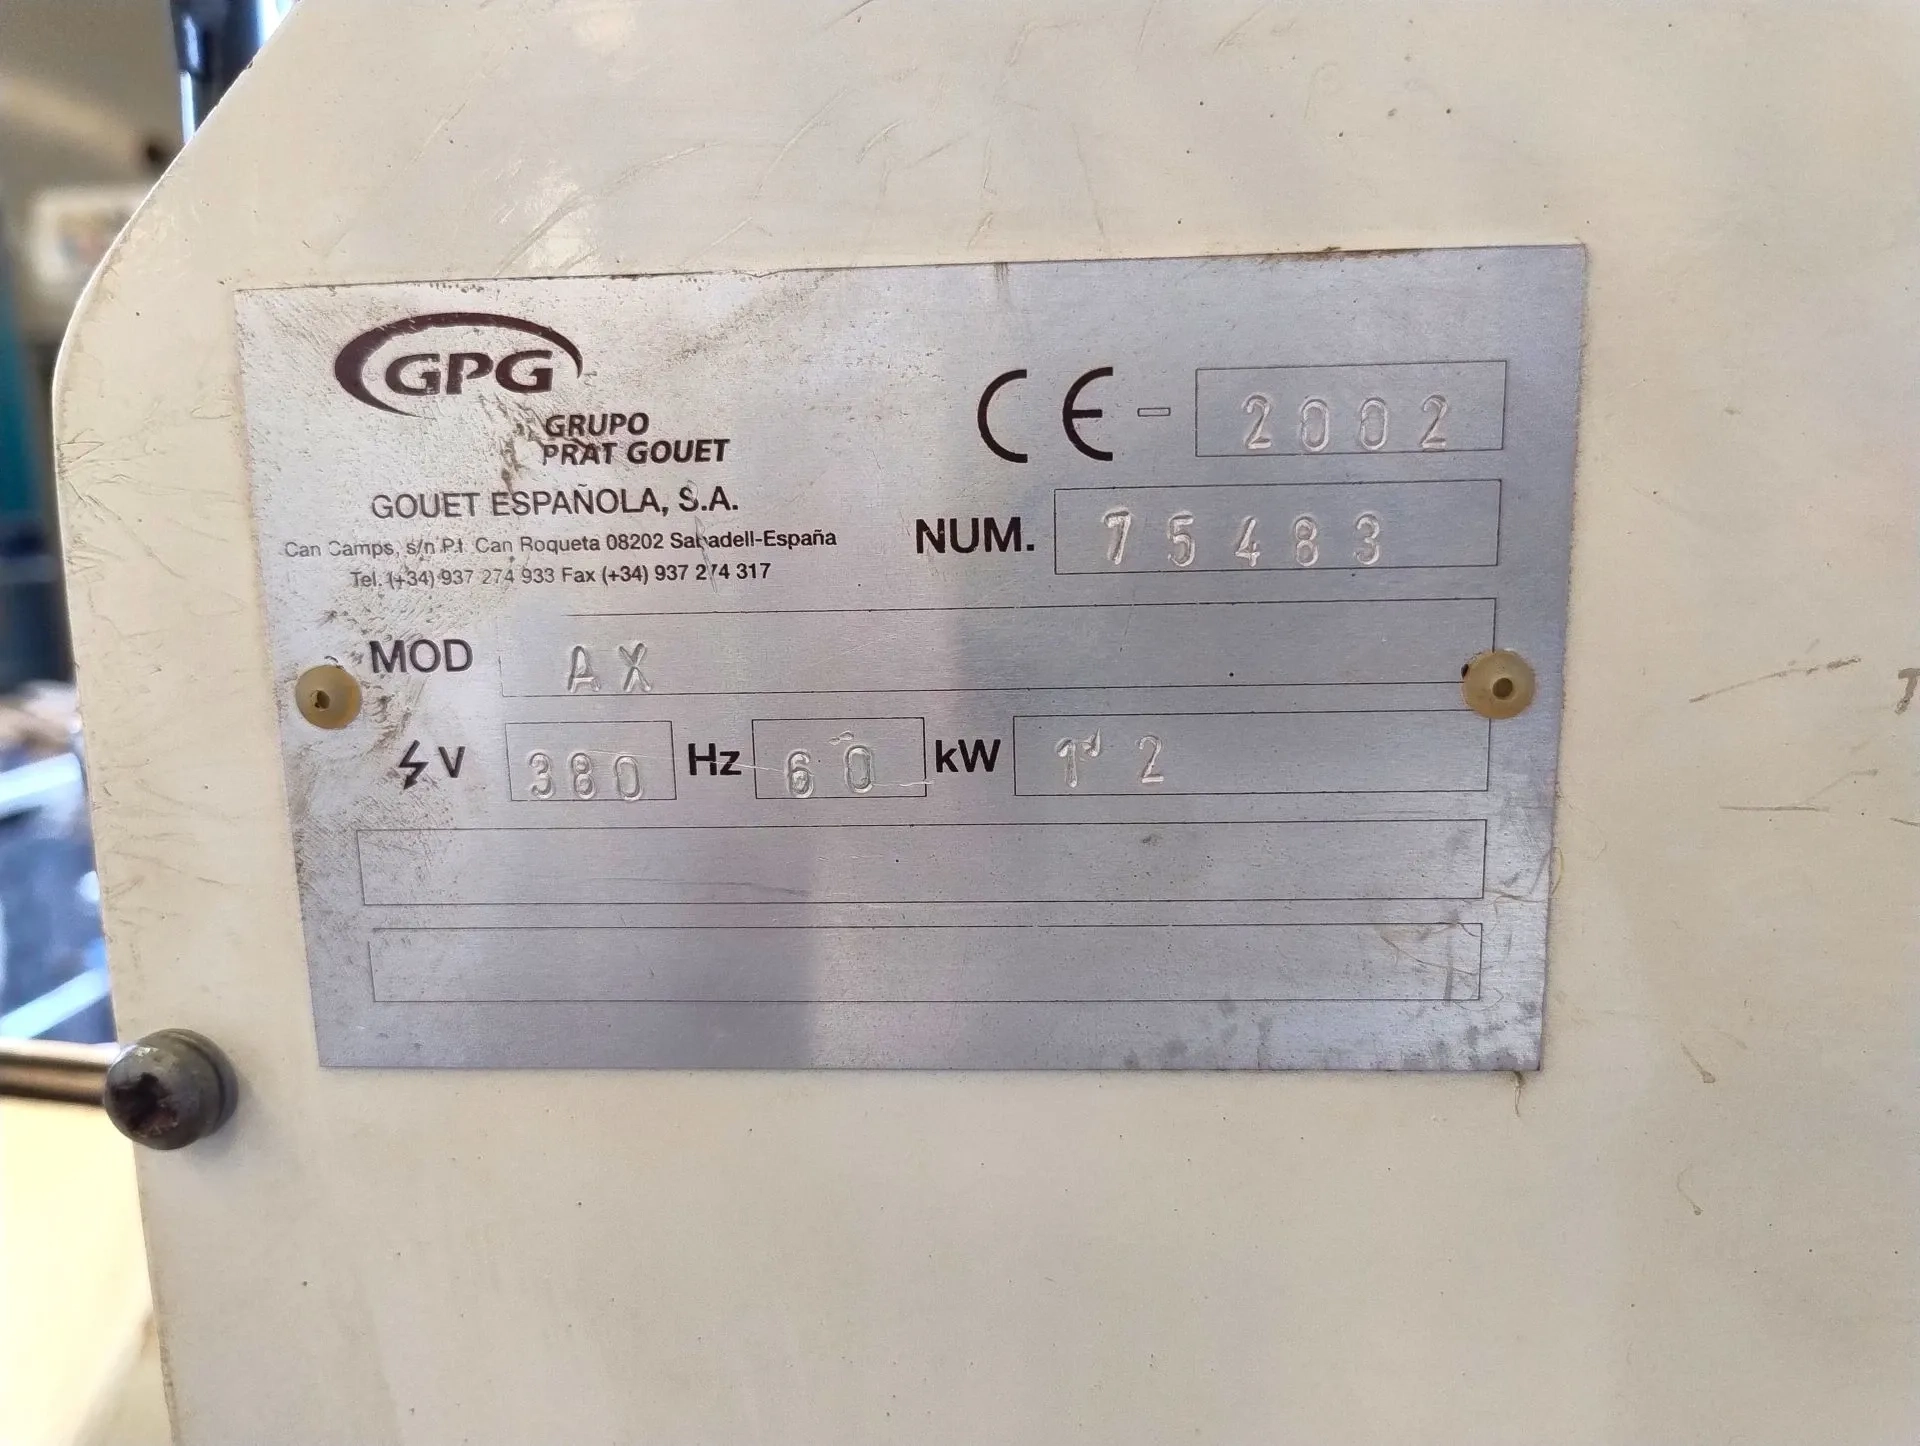 GPG
GRUPO
PRAT GOUET
GOUET ESPAÑOLA, S.A.
Can Camps, s/n P.I. Can Roqueta 08202 Sabadell-España
Tel. (+34) 937 274 933 Fax (+34) 937 274 317
CE - 2002
NUM. 75483
MOD AX
V 380 Hz 60 kW 1'2